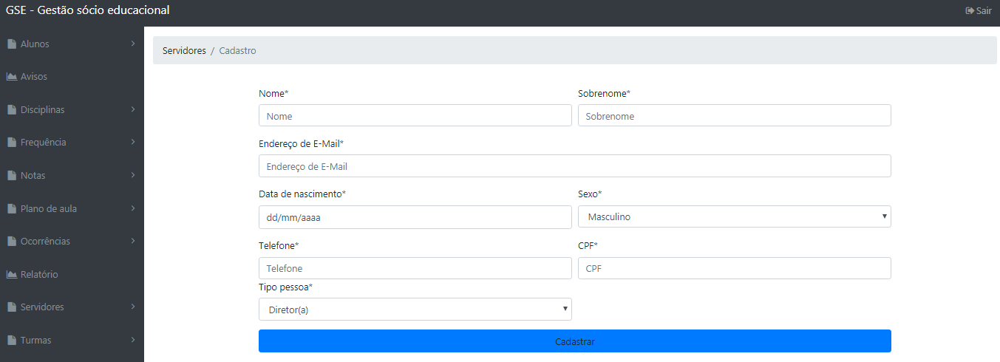 GSE - Gestão sócio educacional
Sair
Alunos
Avisos
Disciplinas
Frequência
Notas
Plano de aula
Ocorrências
Relatório
Servidores
Turmas
Servidores / Cadastro
Nome* Sobrenome*
Nome Sobrenome
Endereço de E-Mail*
Endereço de E-Mail
Data de nascimento* Sexo*
dd/mm/aaaa Masculino
Telefone* CPF*
Telefone CPF
Tipo pessoa*
Diretor(a)
Cadastrar